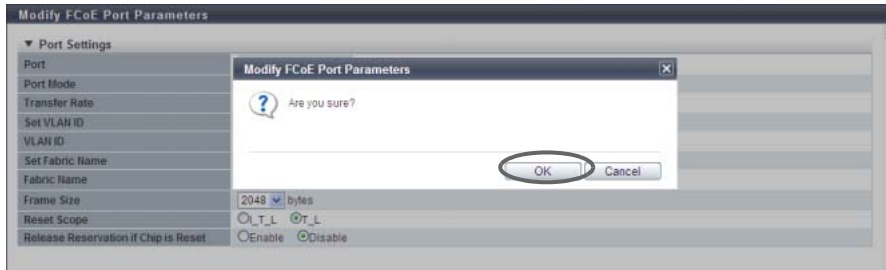 Modify FCoE Port Parameters
▼ Port Settings
Port
Port Mode
Transfer Rate
Set VLAN ID
VLAN ID
Set Fabric Name
Fabric Name
Frame Size 2048 bytes
Reset Scope I_T_L T_L
Release Reservation if Chip is Reset Enable Disable
Modify FCoE Port Parameters
Are you sure?
OK Cancel